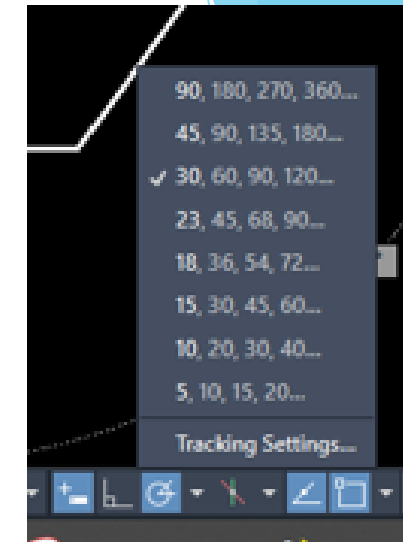 90, 180, 270, 360...
45, 90, 135, 180...
30, 60, 90, 120...
23, 45, 68, 90...
18, 36, 54, 72...
15, 30, 45, 60...
10, 20, 30, 40...
5, 10, 15, 20...
Tracking Settings...